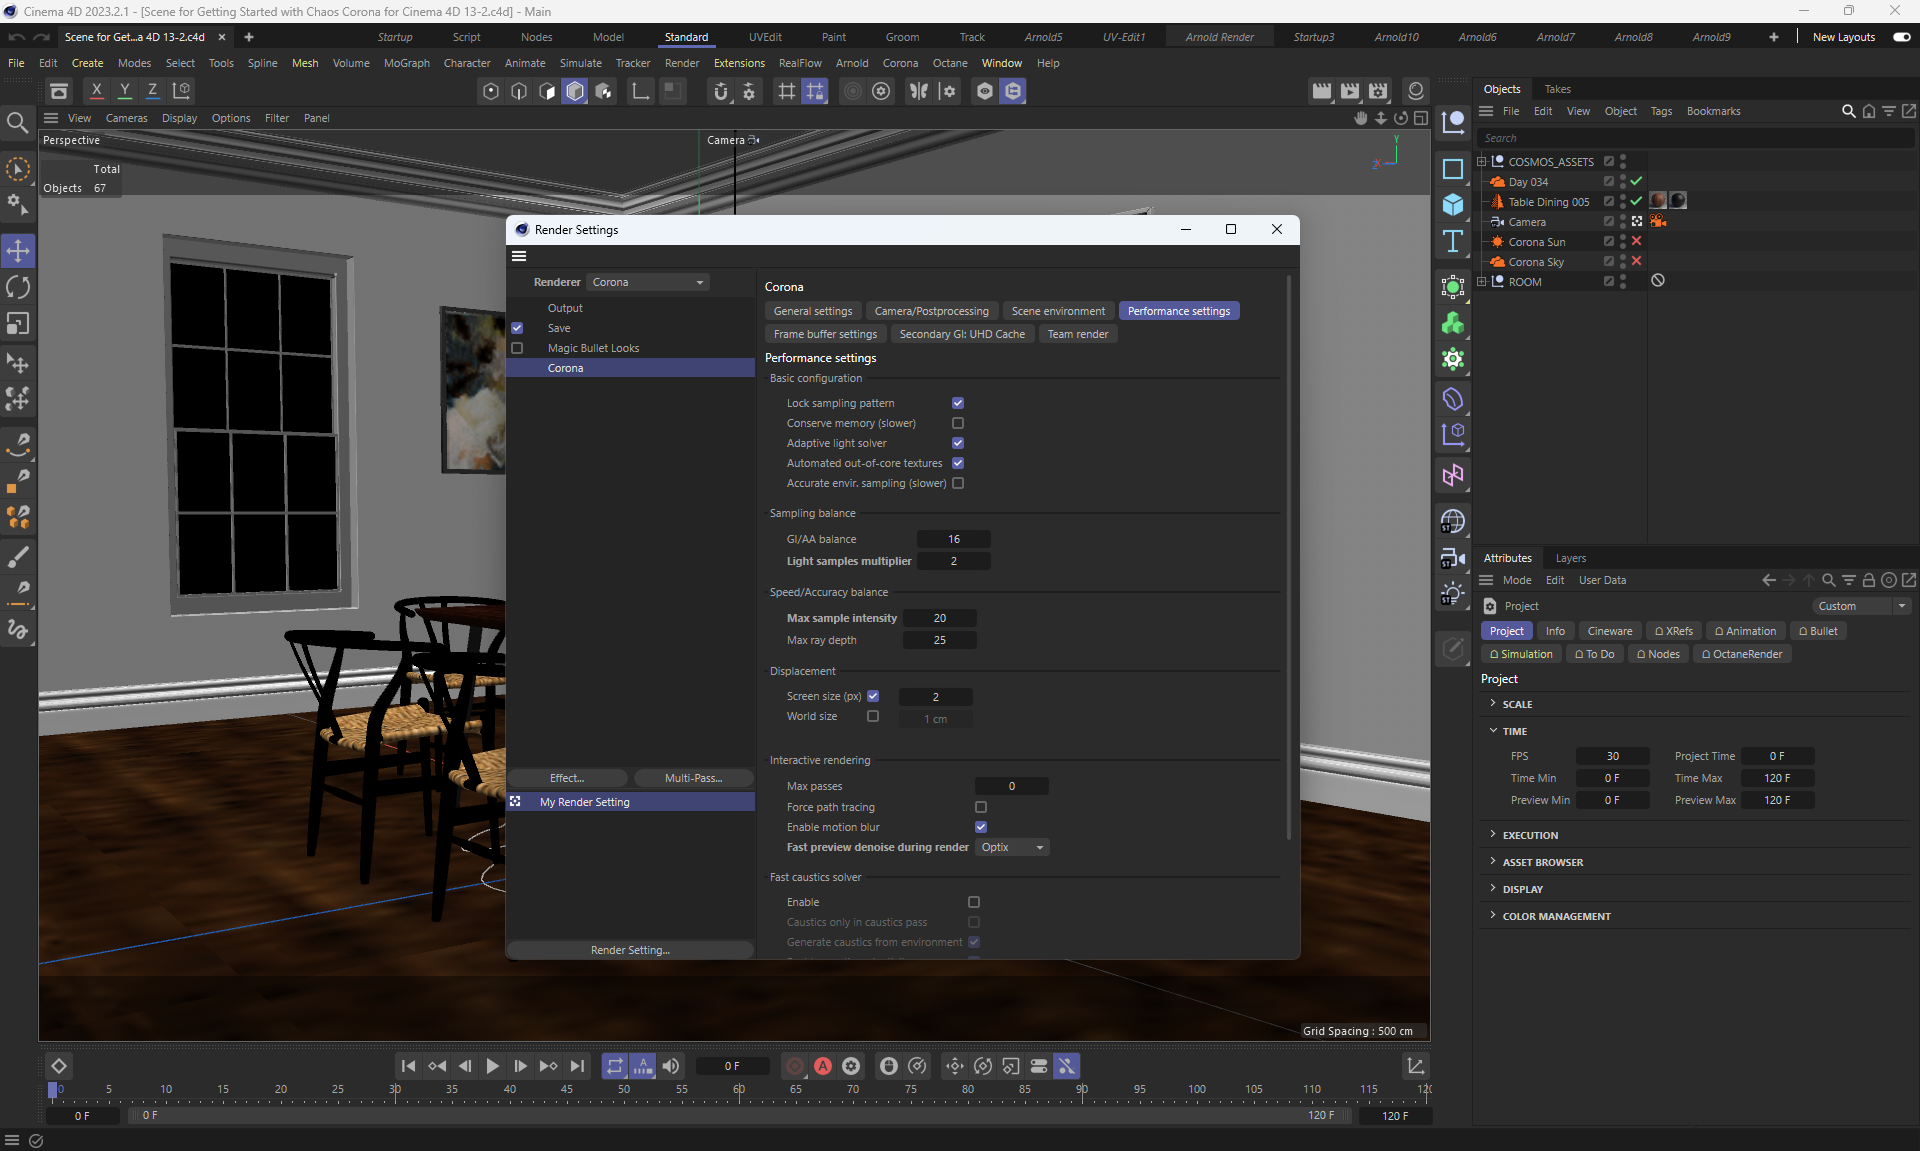 Cinema 4D 2023.2.1 - [Scene for Getting Started with Chaos Corona for Cinema 4D 13-2.c4d] - Main
Scene for Get...a 4D 13-2.c4d Startup Script Nodes Model Standard UVEdit Paint Groom Track Arnold5 UV-Edit1 Arnold Render Startup3 Arnold10 Arnold6 Arnold7 Arnold8 Arnold9 New Layouts
File Edit Create Modes Select Tools Spline Mesh Volume MoGraph Character Animate Simulate Tracker Render Extensions RealFlow Arnold Corona Octane Window Help
X Y Z
View Cameras Display Options Filter Panel
Perspective
Camera
Total
Objects 67
Y
X
Z
Render Settings
Renderer Corona
Output
Save
Magic Bullet Looks
Corona
Effect...
Multi-Pass...
My Render Setting
Render Setting...
Corona
General settings Camera/Postprocessing Scene environment Performance settings
Frame buffer settings Secondary GI: UHD Cache Team render
Performance settings
Basic configuration
Lock sampling pattern
Conserve memory (slower)
Adaptive light solver
Automated out-of-core textures
Accurate envir. sampling (slower)
Sampling balance
GI/AA balance 16
Light samples multiplier 2
Speed/Accuracy balance
Max sample intensity 20
Max ray depth 25
Displacement
Screen size (px) 2
World size 1 cm
Interactive rendering
Max passes 0
Force path tracing
Enable motion blur
Fast preview denoise during render Optix
Fast caustics solver
Enable
Caustics only in caustics pass
Generate caustics from environment
Grid Spacing : 500 cm
Objects Takes
File Edit View Object Tags Bookmarks
Search
COSMOS_ASSETS
Day 034
Table Dining 005
Camera
Corona Sun
Corona Sky
ROOM
ST
ST
ST
Attributes Layers
Mode Edit User Data
Project Custom
Project Info Cineware XRefs Animation Bullet
Simulation To Do Nodes OctaneRender
Project
SCALE
TIME
FPS 30 Project Time 0 F
Time Min 0 F Time Max 120 F
Preview Min 0 F Preview Max 120 F
EXECUTION
ASSET BROWSER
DISPLAY
COLOR MANAGEMENT
A 0 F A
0 5 10 15 20 25 30 35 40 45 50 55 60 65 70 75 80 85 90 95 100 105 110 115 120
0 F 0 F 120 F 120 F